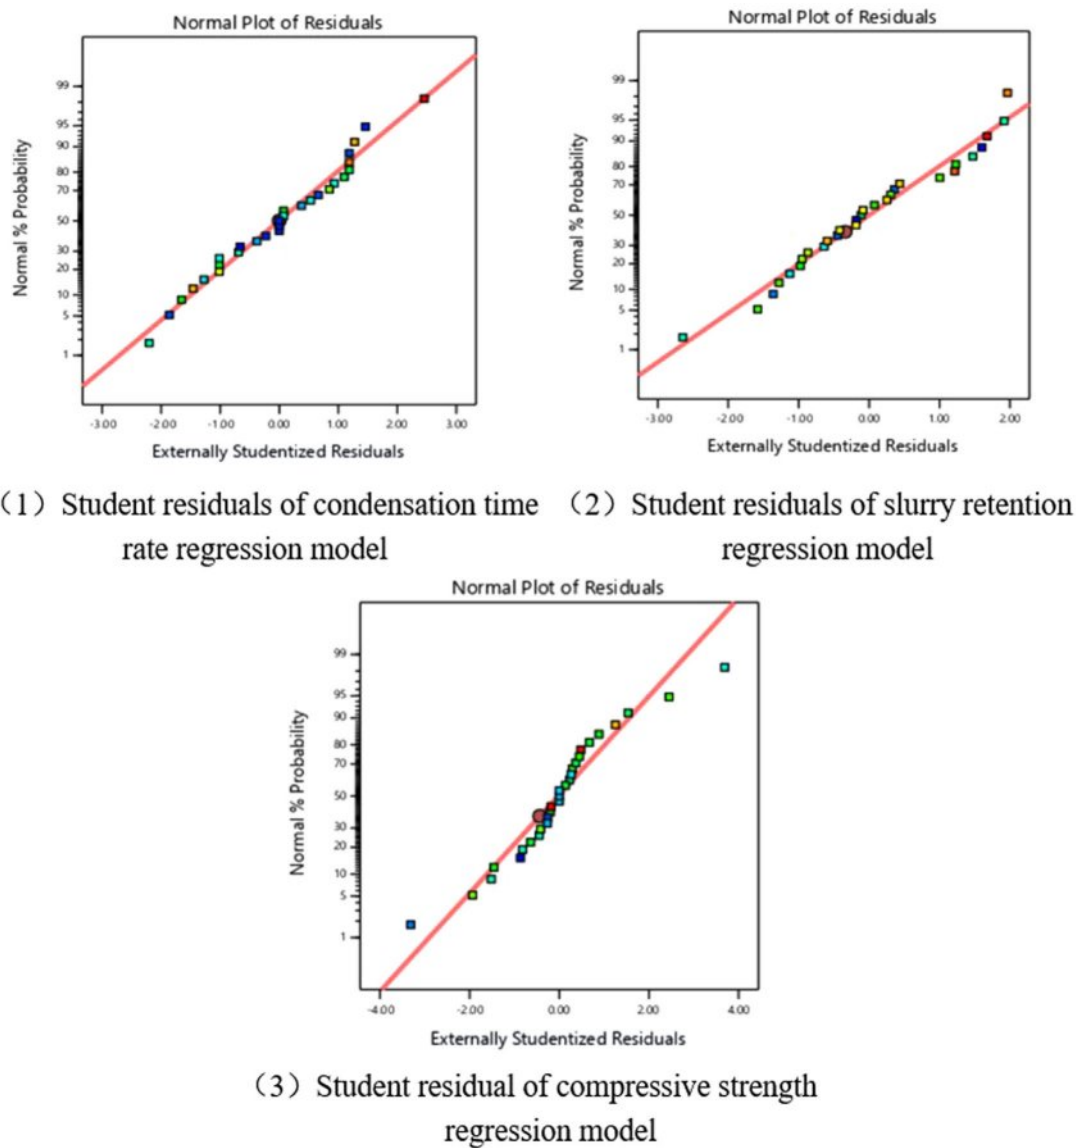 Normal Plot of Residuals
Normal % Probability
99
95
90
80
70
50
30
20
10
5
1
-3.00 -2.00 -1.00 0.00 1.00 2.00 3.00
Externally Studentized Residuals
（1）Student residuals of condensation time
rate regression model
Normal Plot of Residuals
Normal % Probability
99
95
90
80
70
50
30
20
10
5
1
-3.00 -2.00 -1.00 0.00 1.00 2.00
Externally Studentized Residuals
（2）Student residuals of slurry retention
regression model
Normal Plot of Residuals
Normal % Probability
99
95
90
80
70
50
30
20
10
5
1
-4.00 -2.00 0.00 2.00 4.00
Externally Studentized Residuals
（3）Student residual of compressive strength
regression model